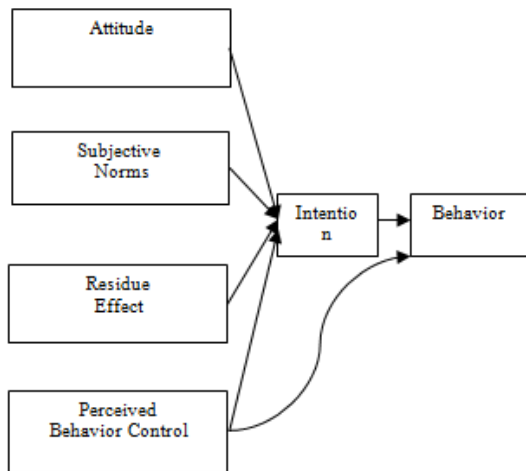 Attitude
Subjective
Norms
Intentio
n
Behavior
Residue
Effect
Perceived
Behavior Control